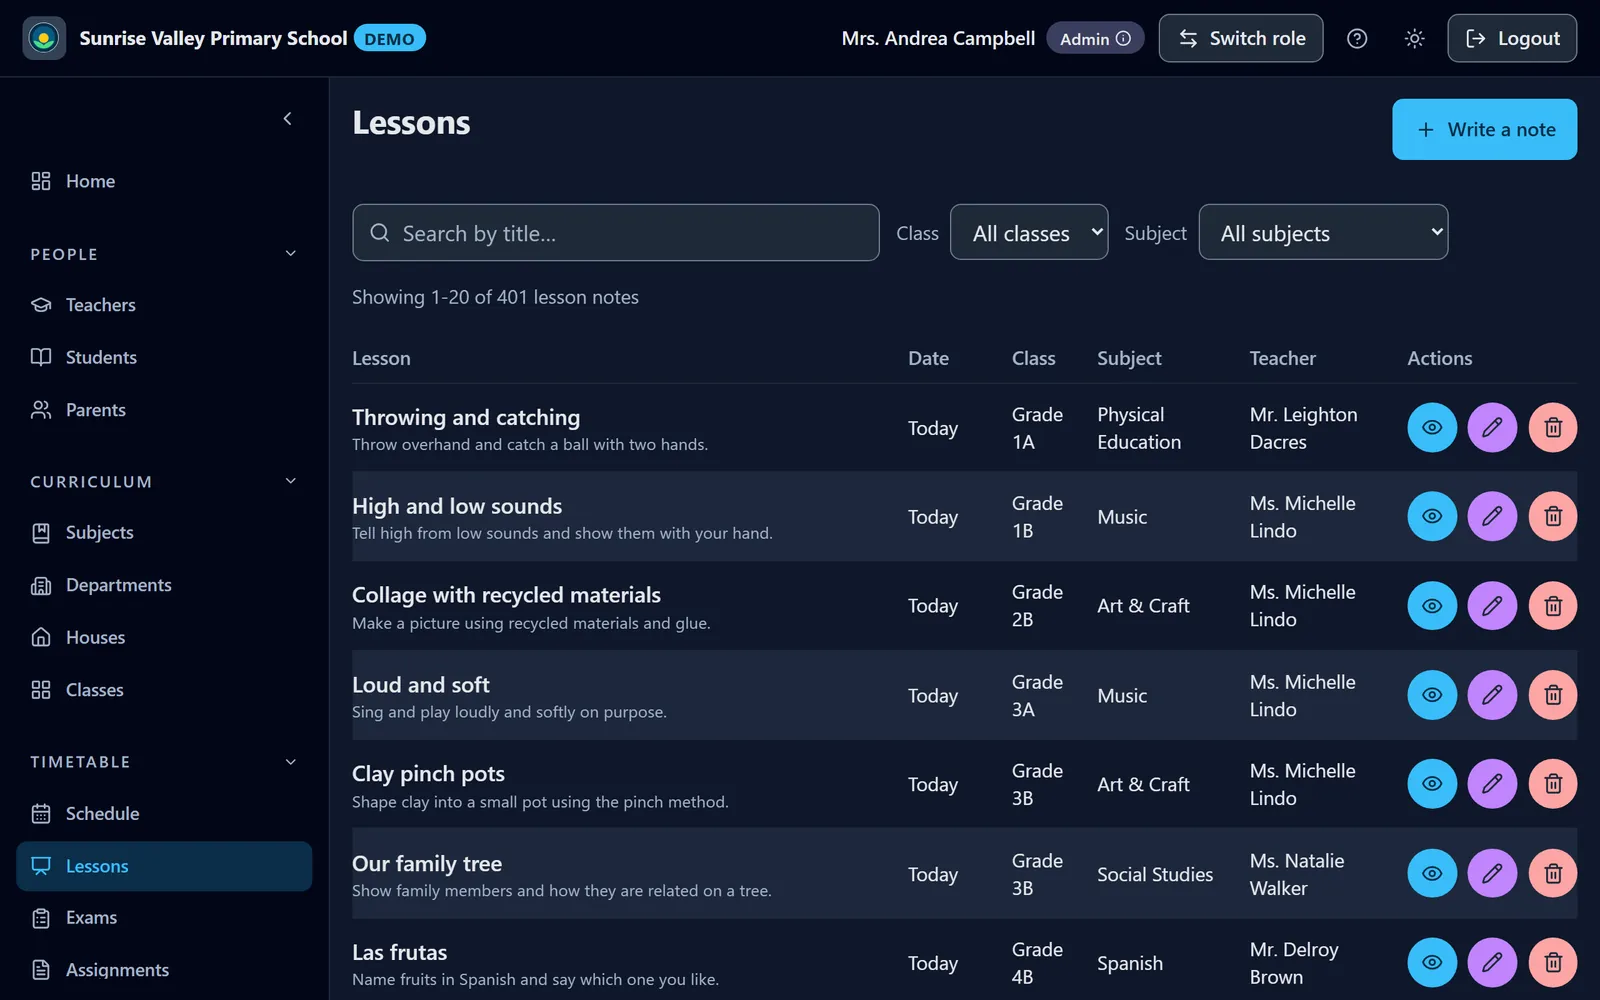 Sunrise Valley Primary School DEMO
Mrs. Andrea Campbell Admin Switch role Logout
Home
PEOPLE
Teachers
Students
Parents
CURRICULUM
Subjects
Departments
Houses
Classes
TIMETABLE
Schedule
Lessons
Exams
Assignments
Lessons
Write a note
Search by title... Class All classes Subject All subjects
Showing 1-20 of 401 lesson notes
Lesson Date Class Subject Teacher Actions
Throwing and catching
Throw overhand and catch a ball with two hands.
Today
Grade
1A
Physical
Education
Mr. Leighton
Dacres
High and low sounds
Tell high from low sounds and show them with your hand.
Today
Grade
1B
Music
Ms. Michelle
Lindo
Collage with recycled materials
Make a picture using recycled materials and glue.
Today
Grade
2B
Art & Craft
Ms. Michelle
Lindo
Loud and soft
Sing and play loudly and softly on purpose.
Today
Grade
3A
Music
Ms. Michelle
Lindo
Clay pinch pots
Shape clay into a small pot using the pinch method.
Today
Grade
3B
Art & Craft
Ms. Michelle
Lindo
Our family tree
Show family members and how they are related on a tree.
Today
Grade
3B
Social Studies
Ms. Natalie
Walker
Las frutas
Name fruits in Spanish and say which one you like.
Today
Grade
4B
Spanish
Mr. Delroy
Brown